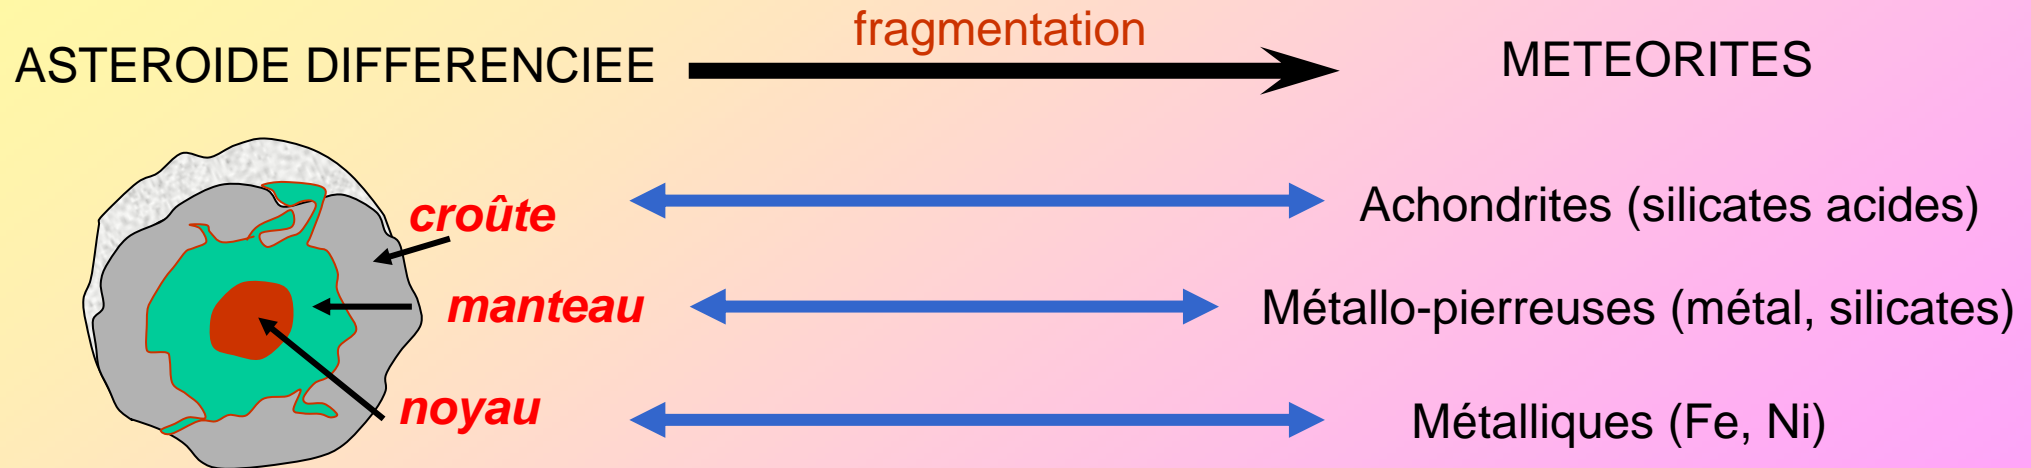 fragmentation
ASTEROIDE DIFFERENCIEE
METEORITES
croûte
Achondrites (silicates acides)
manteau
Métallo-pierreuses (métal, silicates)
noyau
Métalliques (Fe, Ni)